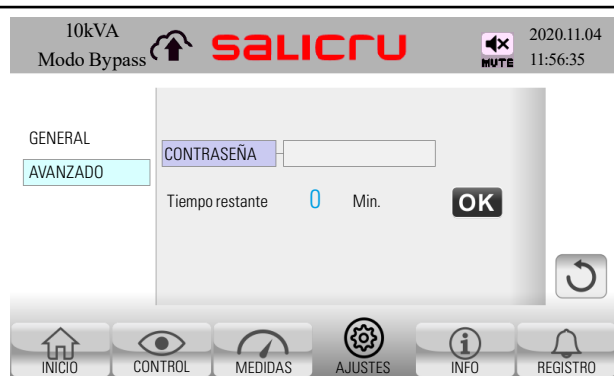 10kVA
Modo Bypass
salicru
MUTE
2020.11.04
11:56:35
GENERAL
AVANZADO
CONTRASEÑA
Tiempo restante 0 Min.
OK
INICIO CONTROL MEDIDAS AJUSTES INFO REGISTRO